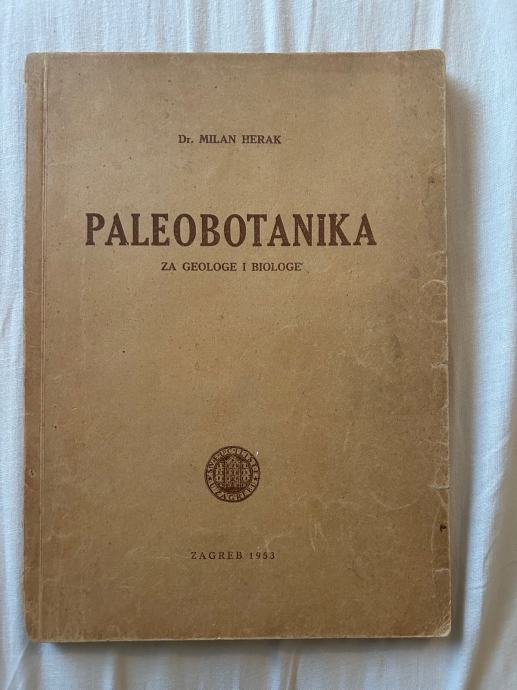 Dr. MILAN HERAK
PALEOBOTANIKA
ZA GEOLOGE I BIOLOGE
ZAGREB 1953